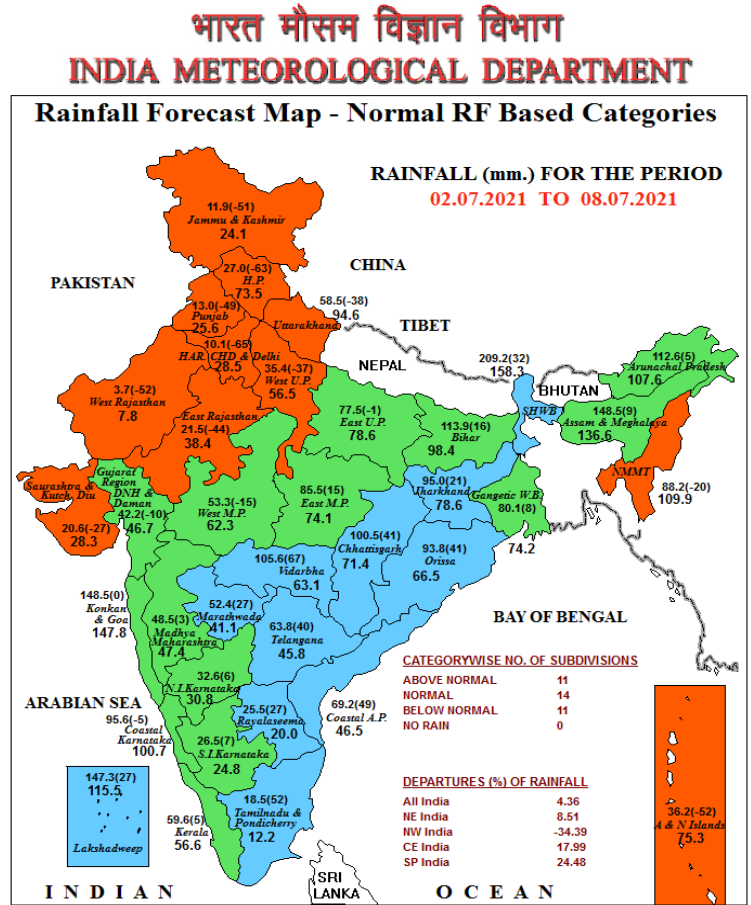 भारत मौसम विज्ञान विभाग
INDIA METEOROLOGICAL DEPARTMENT
Rainfall Forecast Map - Normal RF Based Categories
RAINFALL (mm.) FOR THE PERIOD
02.07.2021 TO 08.07.2021
11.9(-51)
Jammu & Kashmir
24.1
CHINA
27.0(-63)
H.P.
73.5
PAKISTAN
13.0(-49)
Punjab
25.6
58.5(-38)
94.6
Uttarakhand
TIBET
10.1(-65)
HAR. CHD & Delhi
28.5
NEPAL
35.4(-37)
West U.P.
56.5
209.2(32)
158.3
SHWB
BHUTAN
112.6(5)
Arunachal Pradesh
107.6
3.7(-52)
West Rajasthan
7.8
East Rajasthan
21.5(-44)
38.4
77.5(-1)
East U.P.
78.6
113.9(16)
Bihar
98.4
148.5(9)
Assam & Meghalaya
136.6
Gujarat
Region
DNH &
Daman
42.2(-10)
46.7
Saurashtra &
Kutch, Diu
20.6(-27)
28.3
53.3(-15)
West M.P.
62.3
85.5(15)
East M.P.
74.1
95.0(21)
Jharkhand
78.6
Gangetic W.B.
80.1(8)
74.2
NMMT
88.2(-20)
109.9
105.6(67)
Vidarbha
63.1
100.5(41)
Chhattisgarh
71.4
93.8(41)
Orissa
66.5
148.5(0)
Konkan
& Goa
147.8
48.5(3)
Madhya
Maharashtra
47.4
52.4(27)
Marathwada
41.1
63.8(40)
Telangana
45.8
BAY OF BENGAL
32.6(6)
N.I.Karnataka
30.8
ARABIAN SEA
95.6(-5)
Coastal
Karnataka
100.7
25.5(27)
Rayalaseema
20.0
69.2(49)
Coastal A.P.
46.5
26.5(7)
S.I.Karnataka
24.8
CATEGORYWISE NO. OF SUBDIVISIONS
ABOVE NORMAL 11
NORMAL 14
BELOW NORMAL 11
NO RAIN 0
147.3(27)
115.5
Lakshadweep
59.6(5)
Kerala
56.6
18.5(52)
Tamilnadu &
Pondicherry
12.2
DEPARTURES (%) OF RAINFALL
All India 4.36
NE India 8.51
NW India -34.39
CE India 17.99
SP India 24.48
36.2(-52)
A & N Islands
75.3
SRI
LANKA
INDIAN OCEAN